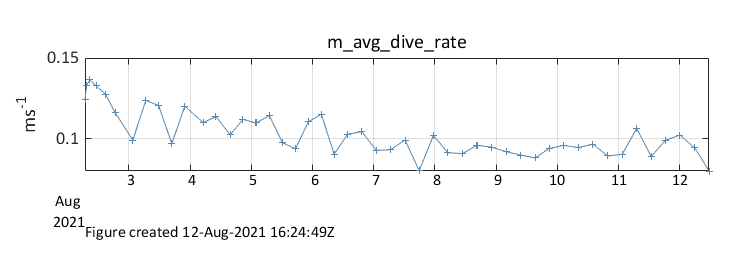 m_avg_dive_rate
0.15
0.1
ms-1
3 4 5 6 7 8 9 10 11 12
Aug
2021
Figure created 12-Aug-2021 16:24:49Z